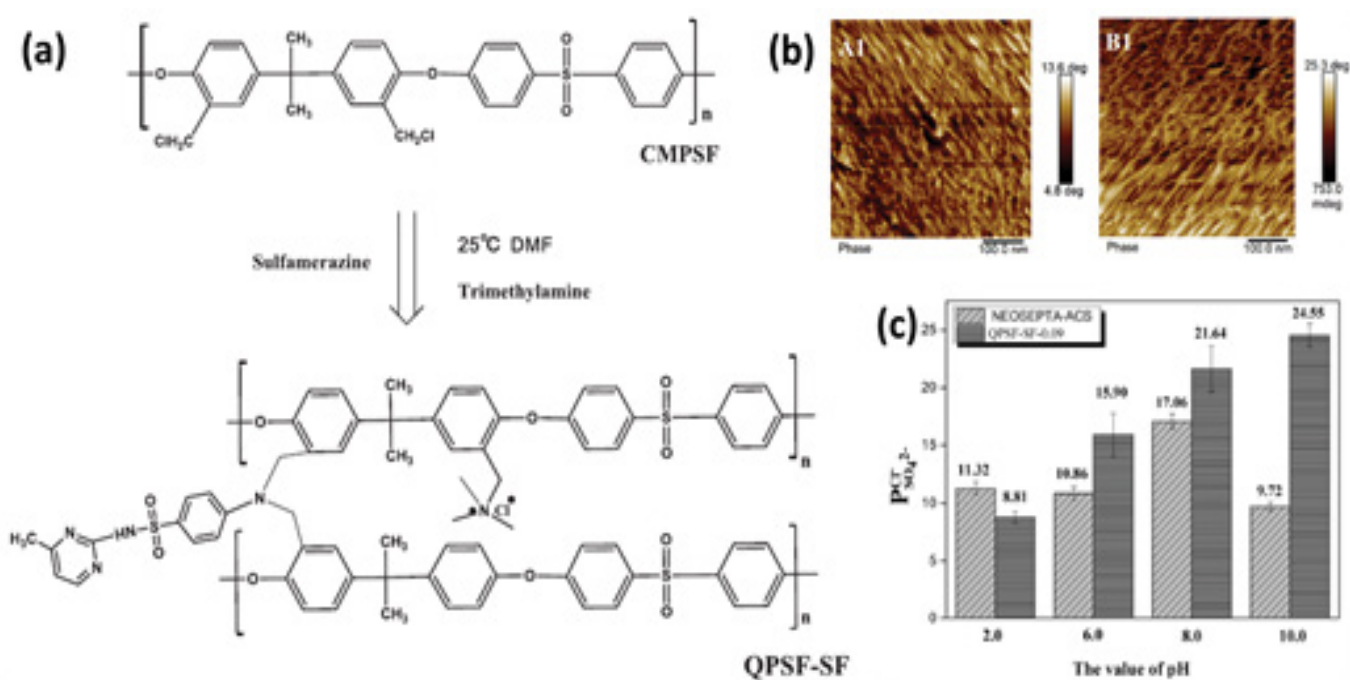 (a)
CH₃
O
O
S
O
O
CH₃
n
ClH₂C
CH₂Cl
CMPSF
Sulfamerazine
25℃ DMF
Trimethylamine
CH₃
O
O
O
S
CH₃
O
n
N
N
Cl
O
H₃C
N
HN
S
N
O
CH₃
O
O
O
S
CH₃
O
n
QPSF-SF
(b)
A1
13.6 deg
4.8 deg
Phase
100.0 nm
B1
25.3 deg
753.0
mdeg
Phase
100.0 nm
(c)
NEOSEPTA-ACS
QPSF-SF-0.09
25
20
15
10
5
0
11.32
8.81
10.86
15.90
17.06
21.64
9.72
24.55
2.0
6.0
8.0
10.0
The value of pH